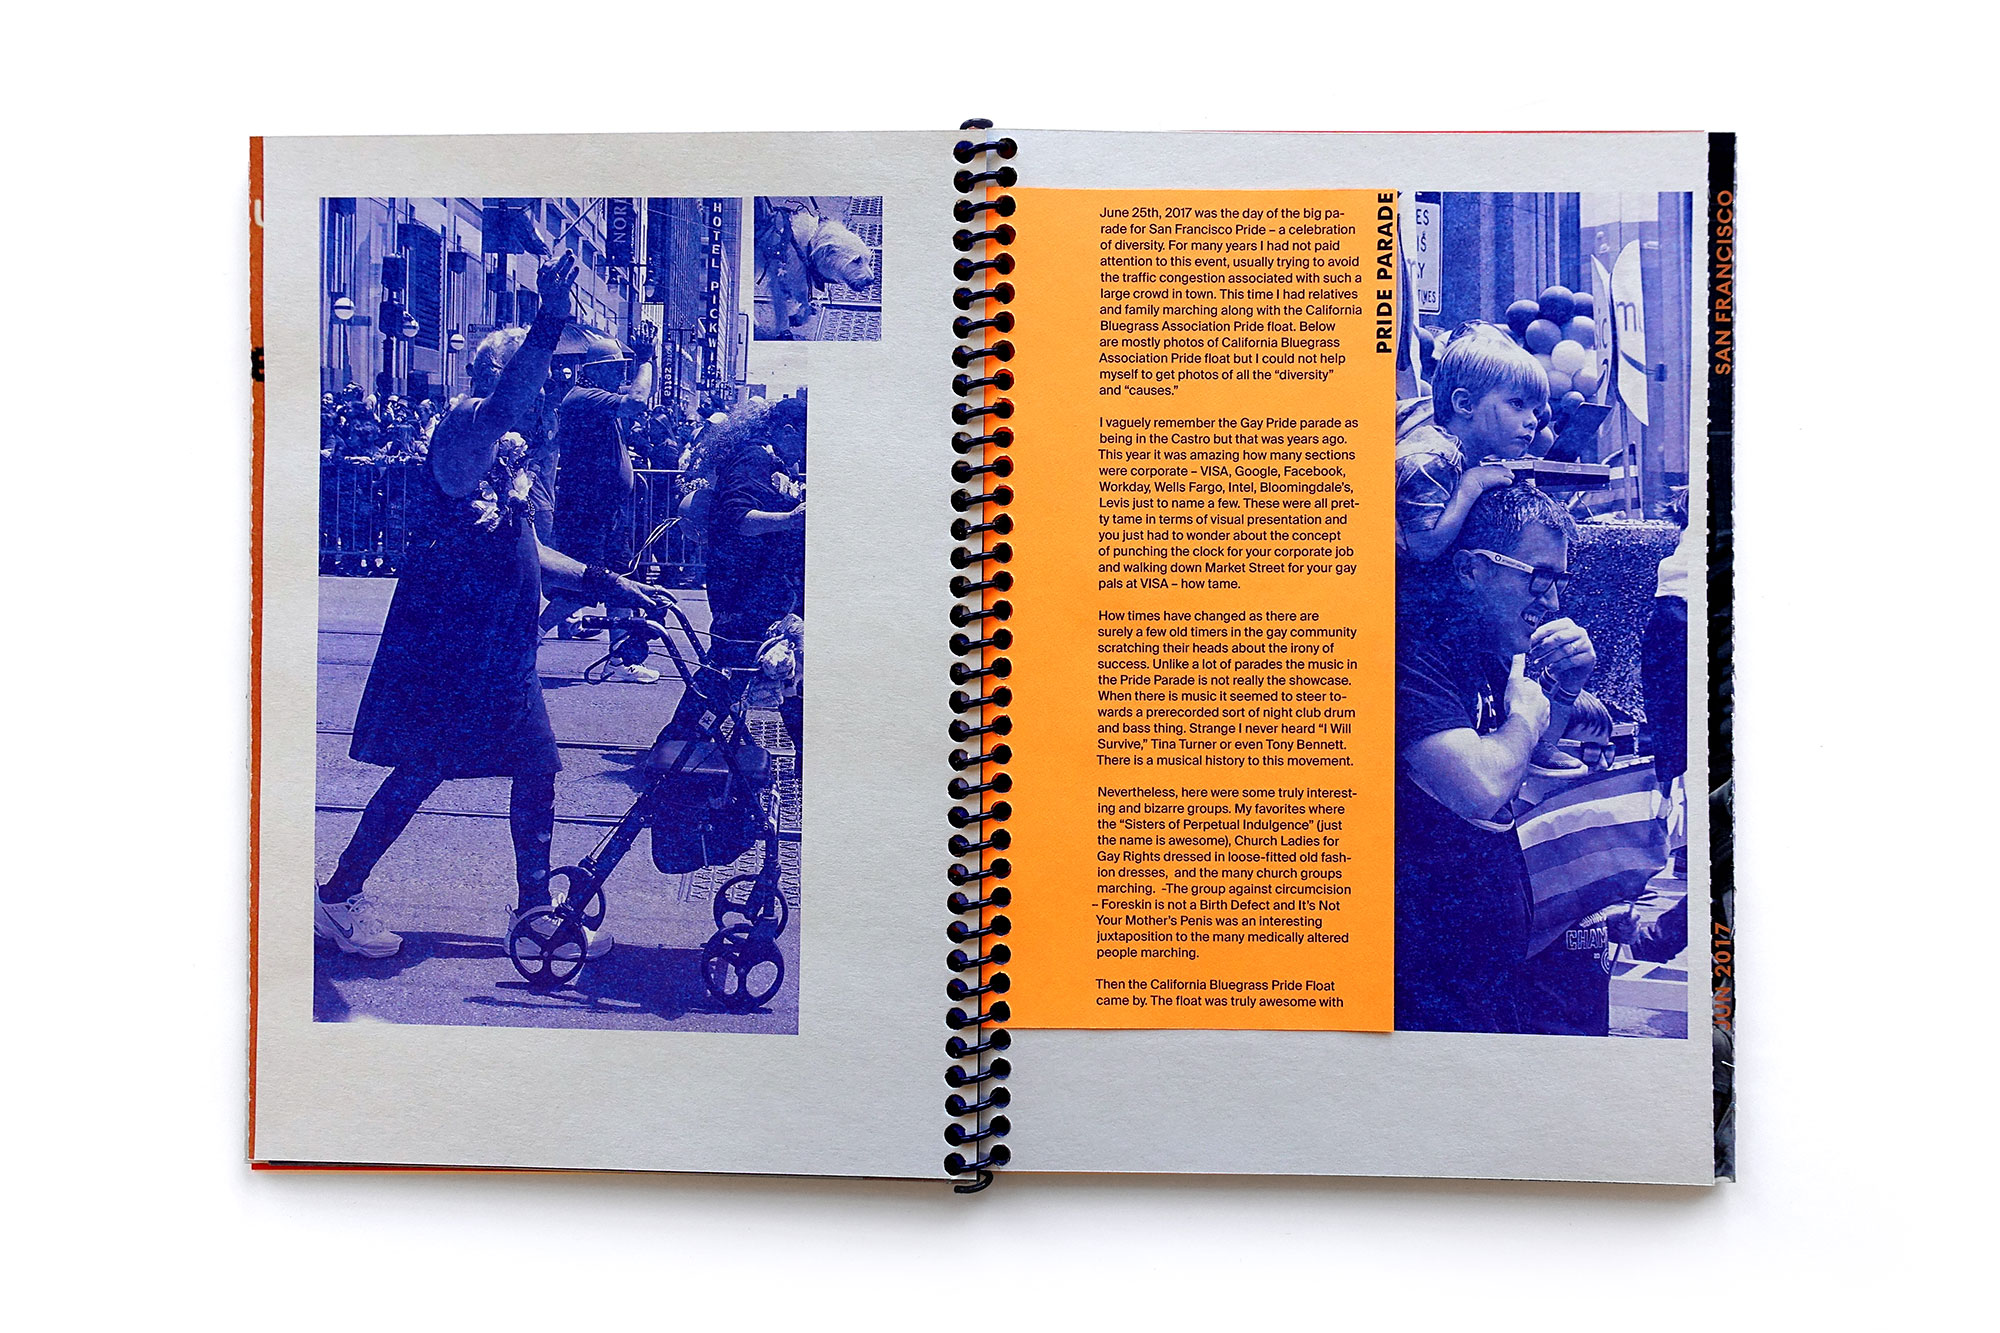 NOR
HOTEL PICKWIC
June 25th, 2017 was the day of the big pa-
rade for San Francisco Pride – a celebration
of diversity. For many years I had not paid
attention to this event, usually trying to avoid
the traffic congestion associated with such a
large crowd in town. This time I had relatives
and family marching along with the California
Bluegrass Association Pride float. Below
are mostly photos of California Bluegrass
Association Pride float but I could not help
myself to get photos of all the “diversity”
and “causes.”
I vaguely remember the Gay Pride parade as
being in the Castro but that was years ago.
This year it was amazing how many sections
were corporate – VISA, Google, Facebook,
Workday, Wells Fargo, Intel, Bloomingdale’s,
Levis just to name a few. These were all pret-
ty tame in terms of visual presentation and
you just had to wonder about the concept
of punching the clock for your corporate job
and walking down Market Street for your gay
pals at VISA – how tame.
How times have changed as there are
surely a few old timers in the gay community
scratching their heads about the irony of
success. Unlike a lot of parades the music in
the Pride Parade is not really the showcase.
When there is music it seemed to steer to-
wards a prerecorded sort of night club drum
and bass thing. Strange I never heard “I Will
Survive,” Tina Turner or even Tony Bennett.
There is a musical history to this movement.
Nevertheless, here were some truly interest-
ing and bizarre groups. My favorites where
the “Sisters of Perpetual Indulgence” (just
the name is awesome), Church Ladies for
Gay Rights dressed in loose-fitted old fash-
ion dresses,  and the many church groups
marching.  -The group against circumcision
– Foreskin is not a Birth Defect and It’s Not
Your Mother’s Penis was an interesting
juxtaposition to the many medically altered
people marching.
Then the California Bluegrass Pride Float
came by. The float was truly awesome with
PRIDE PARADE
ES
TIMES
CHAM
SAN FRANCISCO
JUN 2017